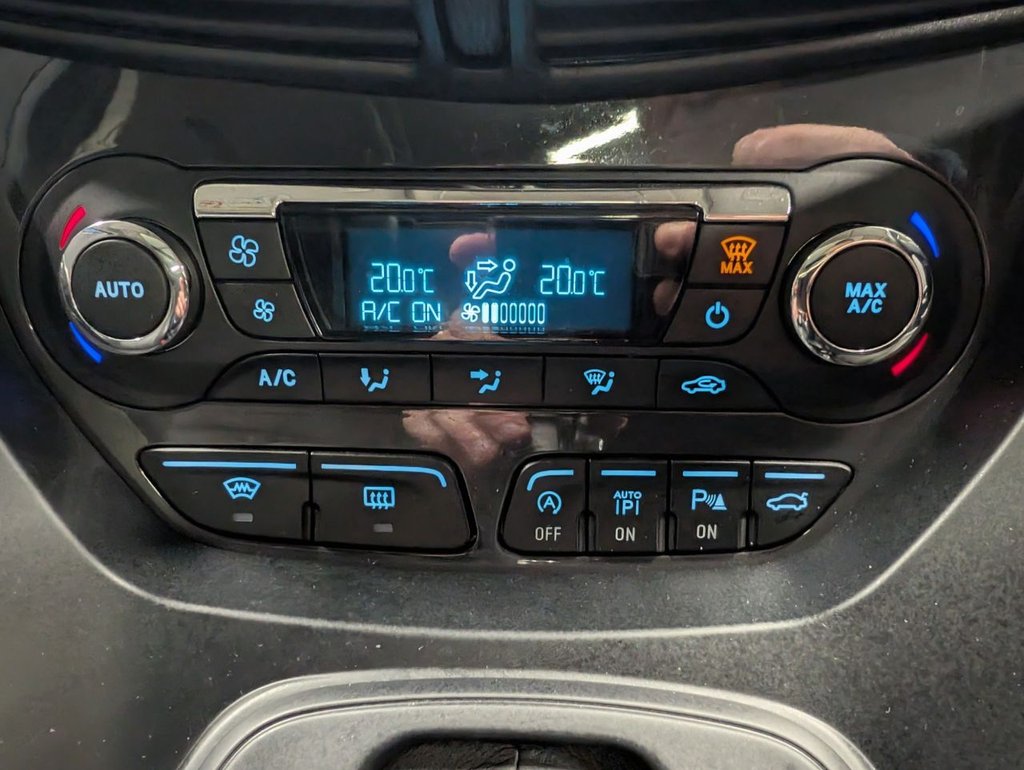 20.0°C 20.0°C
A/C ON
AUTO
MAX
MAX
A/C
A/C
OFF
AUTO
P
ON
P
ON